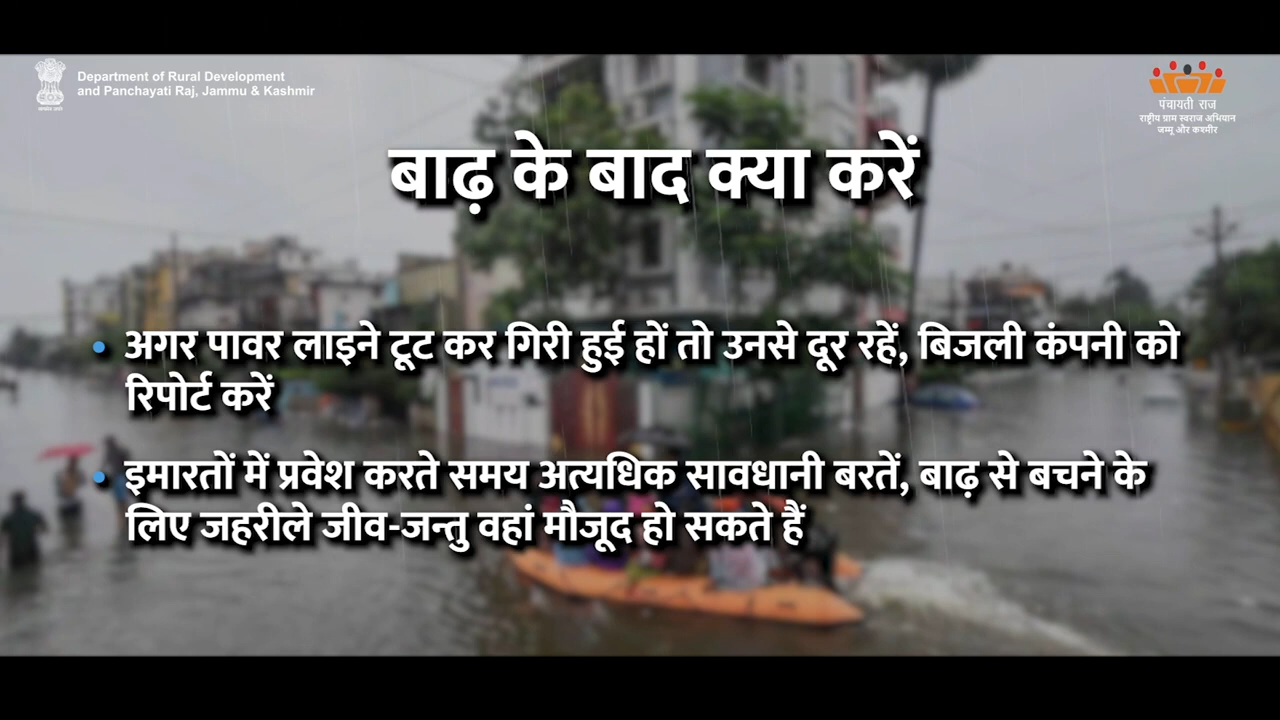 Department of Rural Development
and Panchayati Raj, Jammu & Kashmir
पंचायती राज
राष्ट्रीय ग्राम स्वराज अभियान
जम्मू और कश्मीर
बाढ़ के बाद क्या करें
• अगर पावर लाइने टूट कर गिरी हुई हों तो उनसे दूर रहें, बिजली कंपनी को
रिपोर्ट करें
• इमारतों में प्रवेश करते समय अत्यधिक सावधानी बरतें, बाढ़ से बचने के
लिए जहरीले जीव-जन्तु वहां मौजूद हो सकते हैं